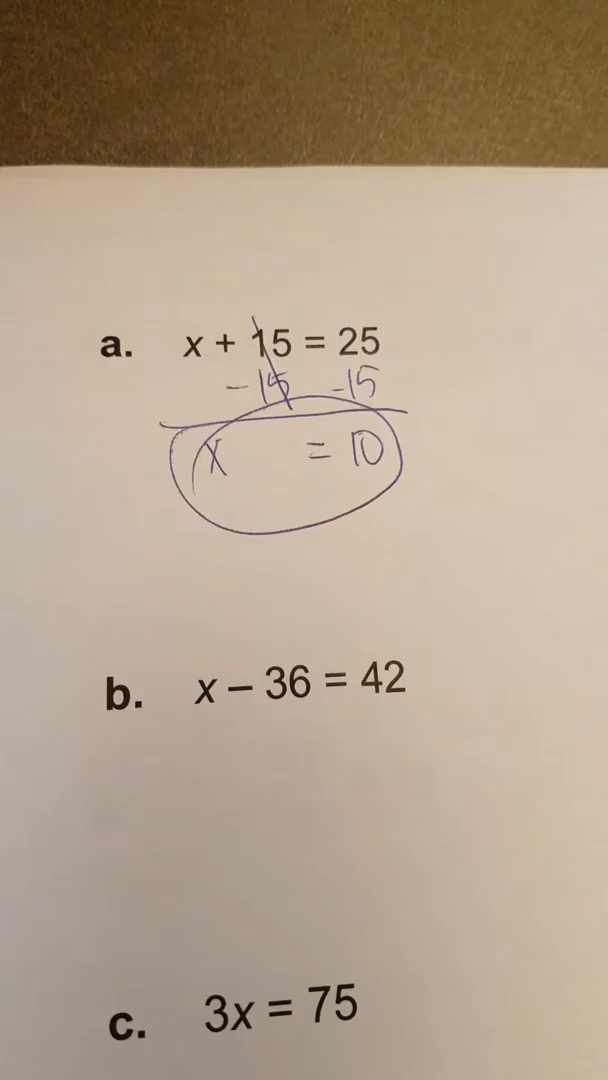 a. x + 15 = 25
-15 -15
x = 10
b. x – 36 = 42
c. 3x = 75